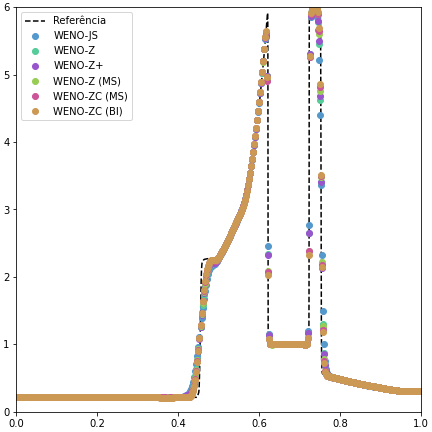 Referência
WENO-JS
WENO-Z
WENO-Z+
WENO-Z (MS)
WENO-ZC (MS)
WENO-ZC (BI)
6
5
4
3
2
1
0
0.0 0.2 0.4 0.6 0.8 1.0